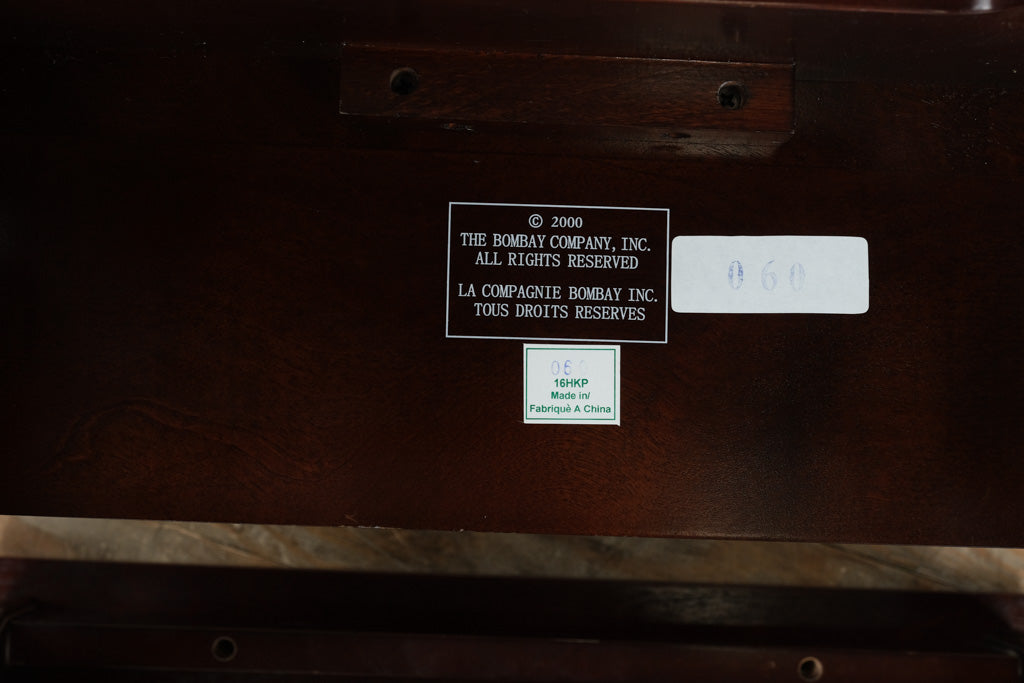 © 2000
THE BOMBAY COMPANY, INC.
ALL RIGHTS RESERVED
LA COMPAGNIE BOMBAY INC.
TOUS DROITS RESERVES
060
060
16HKP
Made in/
Fabriquè A China